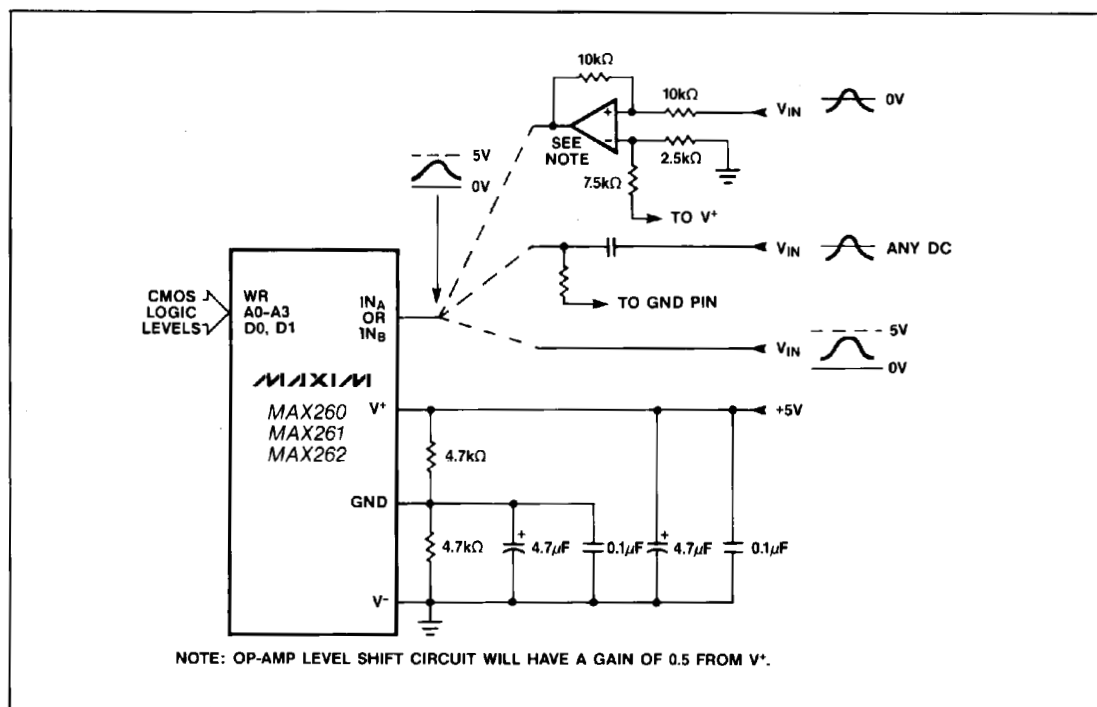 10kΩ
10kΩ
VIN
0V
+
−
SEE
NOTE
2.5kΩ
7.5kΩ
TO V+
5V
0V
VIN
ANY DC
TO GND PIN
VIN
5V
0V
CMOS
LOGIC
LEVELS
WR
A0-A3
D0, D1
INA
OR
INB
MAXIM
MAX260
MAX261
MAX262
V+
+5V
4.7kΩ
GND
4.7kΩ
+
4.7μF
0.1μF
+
4.7μF
0.1μF
V-
NOTE: OP-AMP LEVEL SHIFT CIRCUIT WILL HAVE A GAIN OF 0.5 FROM V+.